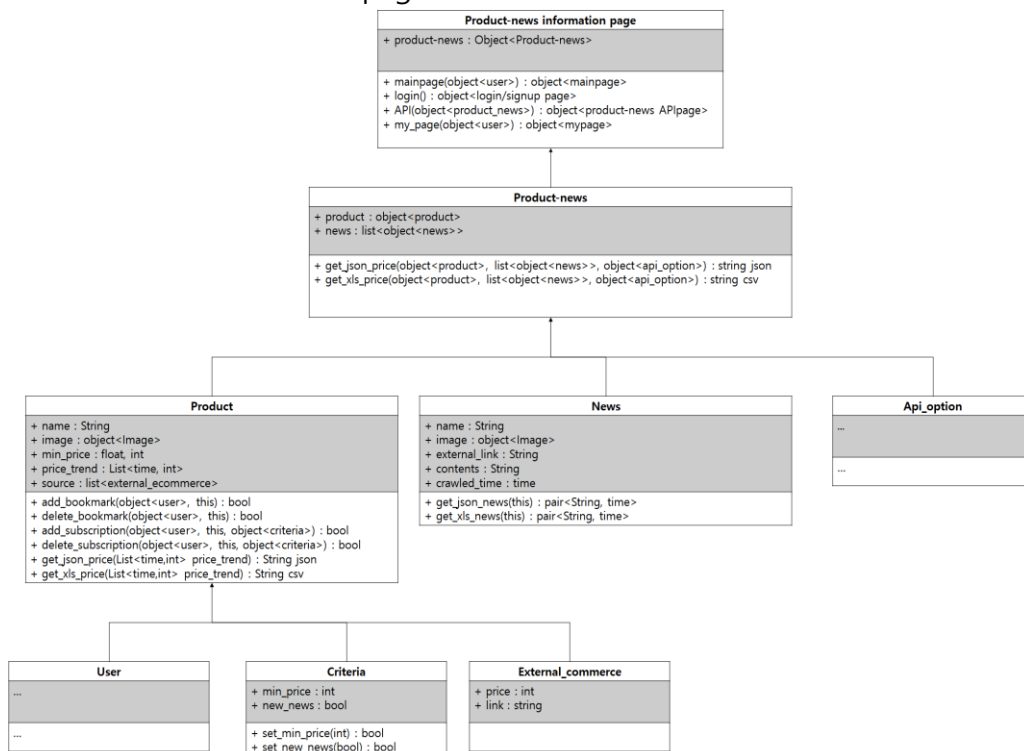 Product-news information page
+ product-news : Object<Product-news>
+ mainpage(object<user>) : object<mainpage>
+ login() : object<login/signup page>
+ API(object<product_news>) : object<product-news APIpage>
+ my_page(object<user>) : object<mypage>
Product-news
+ product : object<product>
+ news : list<object<news>>
+ get_json_price(object<product>, list<object<news>>, object<api_option>) : string json
+ get_xls_price(object<product>, list<object<news>>, object<api_option>) : string csv
Product
+ name : String
+ image : object<Image>
+ min_price : float, int
+ price_trend : List<time, int>
+ source : list<external_ecommerce>
+ add_bookmark(object<user>, this) : bool
+ delete_bookmark(object<user>, this) : bool
+ add_subscription(object<user>, this, object<criteria>) : bool
+ delete_subscription(object<user>, this, object<criteria>) : bool
+ get_json_price(List<time,int> price_trend) : String json
+ get_xls_price(List<time,int> price_trend) : String csv
News
+ name : String
+ image : object<Image>
+ external_link : String
+ contents : String
+ crawled_time : time
+ get_json_news(this) : pair<String, time>
+ get_xls_news(this) : pair<String, time>
Api_option
...
...
User
...
...
Criteria
+ min_price : int
+ new_news : bool
+ set_min_price(int) : bool
+ set_new_news(bool) : bool
External_commerce
+ price : int
+ link : string